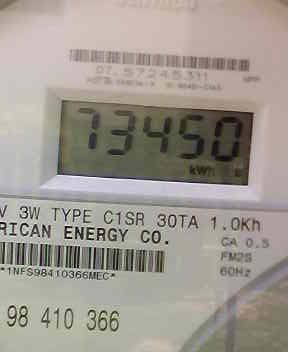 07. 57245311
73450
kWh
V 3W TYPE C1SR 30TA 1.0Kh
RICAN ENERGY CO.
CA 0.5
FM2S
60Hz
*1NFS98410366MEC*
98 410 366